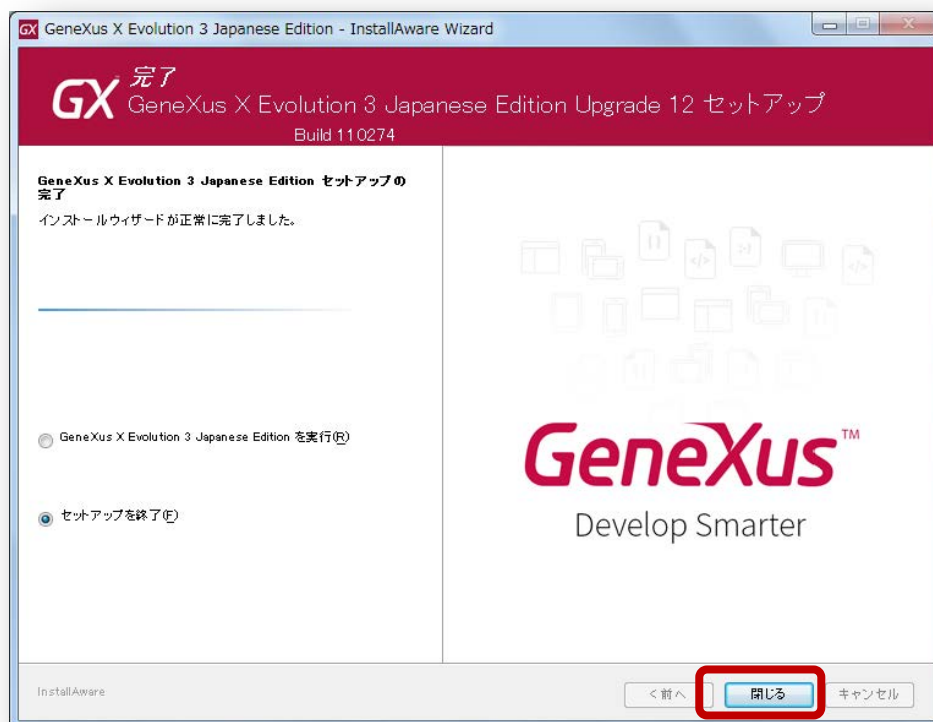 GX GeneXus X Evolution 3 Japanese Edition - InstallAware Wizard
GX 完了
GeneXus X Evolution 3 Japanese Edition Upgrade 12 セットアップ
Build 110274
GeneXus X Evolution 3 Japanese Edition セットアップの
完了
インストールウィザードが正常に完了しました。
GeneXus X Evolution 3 Japanese Edition を実行(R)
セットアップを終了(F)
GeneXus™
Develop Smarter
InstallAware
<前へ
閉じる
キャンセル